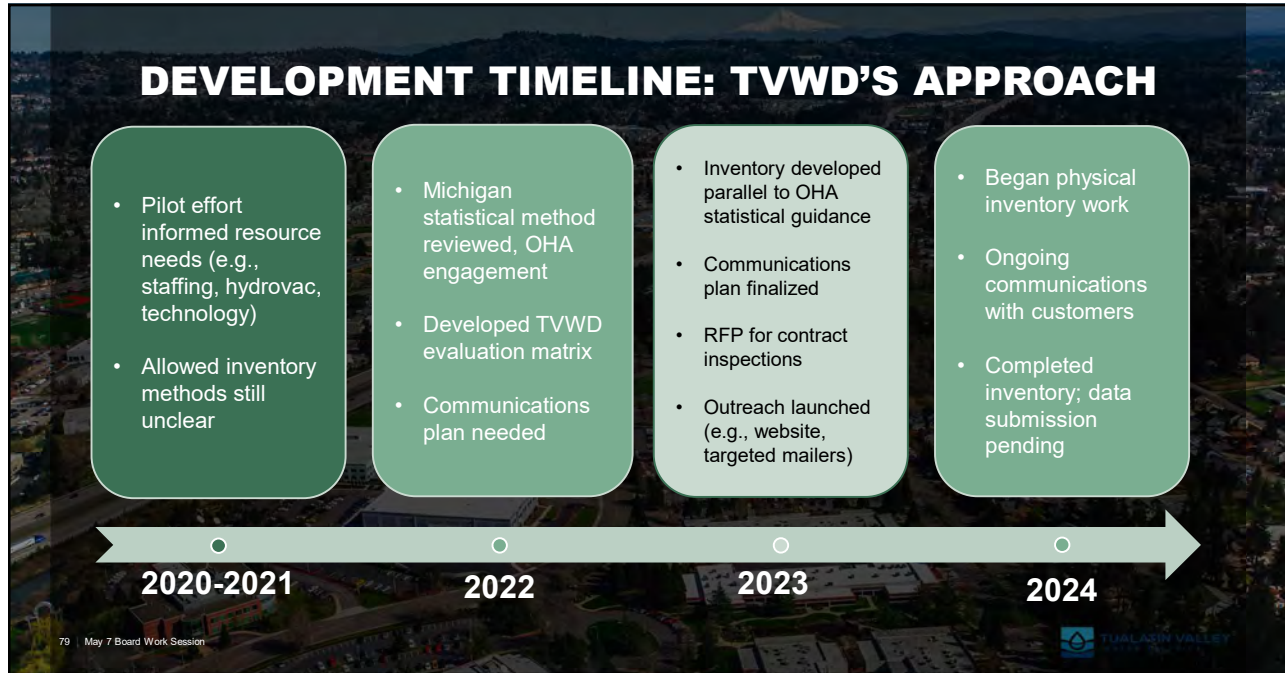 DEVELOPMENT TIMELINE: TVWD'S APPROACH
• Pilot effort
informed resource
needs (e.g.,
staffing, hydrovac,
technology)
• Allowed inventory
methods still
unclear
• Michigan
statistical method
reviewed, OHA
engagement
• Developed TVWD
evaluation matrix
• Communications
plan needed
• Inventory developed
parallel to OHA
statistical guidance
• Communications
plan finalized
• RFP for contract
inspections
• Outreach launched
(e.g., website,
targeted mailers)
• Began physical
inventory work
• Ongoing
communications
with customers
• Completed
inventory; data
submission
pending
2020-2021
2022
2023
2024
79 | May 7 Board Work Session
TUALATIN VALLEY